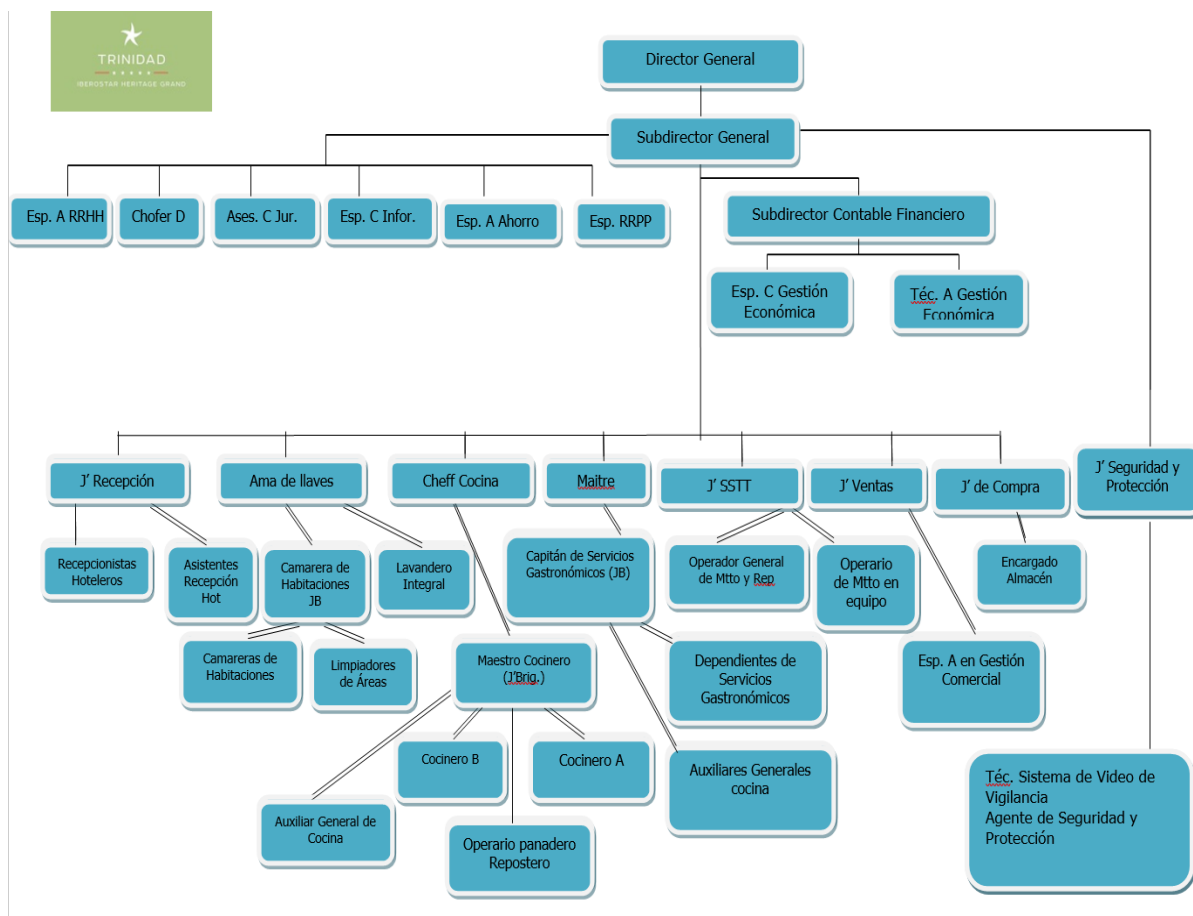 TRINIDAD
IBEROSTAR HERITAGE GRAND
Director General
Subdirector General
Esp. A RRHH
Chofer D
Ases. C Jur.
Esp. C Infor.
Esp. A Ahorro
Esp. RRPP
Subdirector Contable Financiero
Esp. C Gestión
Económica
Téc. A Gestión
Económica
J' Recepción
Ama de llaves
Cheff Cocina
Maitre
J' SSTT
J' Ventas
J' de Compra
J' Seguridad y
Protección
Recepcionistas
Hoteleros
Asistentes
Recepción
Hot
Camarera de
Habitaciones
JB
Lavandero
Integral
Capitán de Servicios
Gastronómicos (JB)
Operador General
de Mtto y Rep
Operario
de Mtto en
equipo
Encargado
Almacén
Camareras de
Habitaciones
Limpiadores
de Áreas
Maestro Cocinero
(J'Brig.)
Dependientes de
Servicios
Gastronómicos
Esp. A en Gestión
Comercial
Cocinero B
Cocinero A
Auxiliares Generales
cocina
Auxiliar General de
Cocina
Operario panadero
Repostero
Téc. Sistema de Video de
Vigilancia
Agente de Seguridad y
Protección